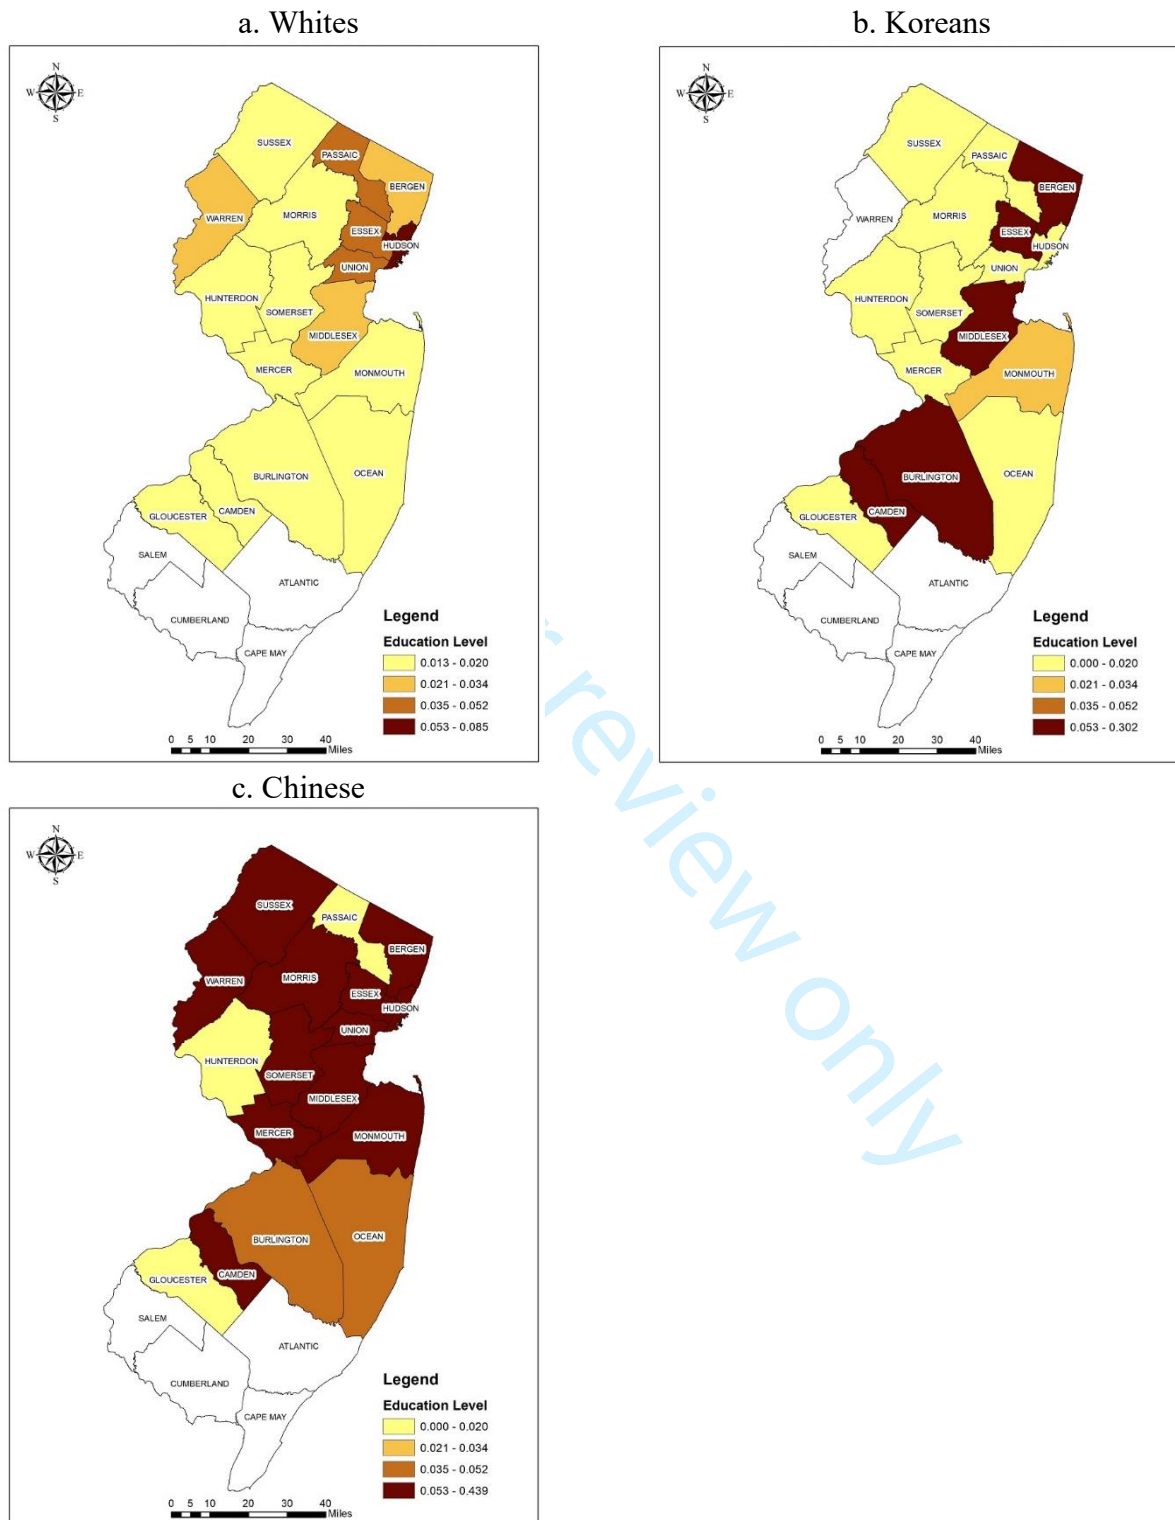 a. Whites
N
W E
S
SUSSEX
PASSAIC
BERGEN
WARREN
MORRIS
ESSEX
HUDSON
UNION
HUNTERDON
SOMERSET
MIDDLESEX
MERCER
MONMOUTH
BURLINGTON
OCEAN
CAMDEN
GLOUCESTER
SALEM
ATLANTIC
CUMBERLAND
CAPE MAY
Legend
Education Level
0.013 - 0.020
0.021 - 0.034
0.035 - 0.052
0.053 - 0.085
0 5 10 20 30 40
Miles
b. Koreans
N
W E
S
SUSSEX
PASSAIC
BERGEN
WARREN
MORRIS
ESSEX
HUDSON
UNION
HUNTERDON
SOMERSET
MIDDLESEX
MERCER
MONMOUTH
BURLINGTON
OCEAN
CAMDEN
GLOUCESTER
SALEM
ATLANTIC
CUMBERLAND
CAPE MAY
Legend
Education Level
0.000 - 0.020
0.021 - 0.034
0.035 - 0.052
0.053 - 0.302
0 5 10 20 30 40
Miles
c. Chinese
N
W E
S
SUSSEX
PASSAIC
BERGEN
WARREN
MORRIS
ESSEX
HUDSON
UNION
HUNTERDON
SOMERSET
MIDDLESEX
MERCER
MONMOUTH
BURLINGTON
OCEAN
CAMDEN
GLOUCESTER
SALEM
ATLANTIC
CUMBERLAND
CAPE MAY
Legend
Education Level
0.000 - 0.020
0.021 - 0.034
0.035 - 0.052
0.053 - 0.439
0 5 10 20 30 40
Miles
review only